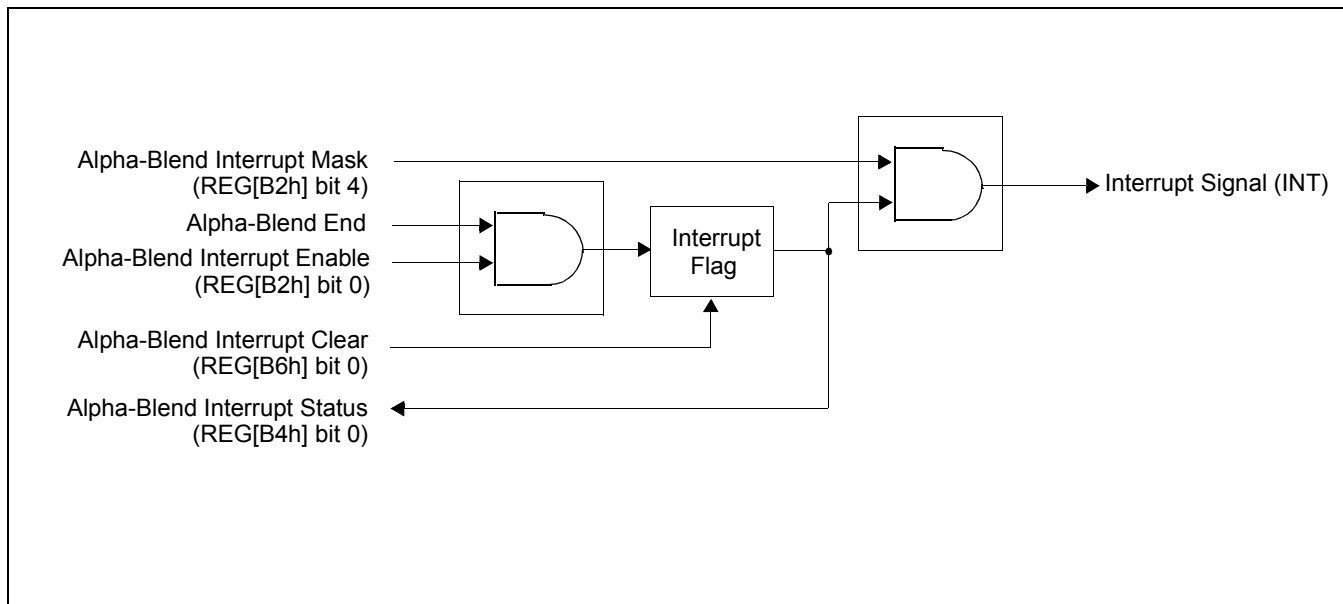 Alpha-Blend Interrupt Mask
(REG[B2h] bit 4)
Alpha-Blend End
Alpha-Blend Interrupt Enable
(REG[B2h] bit 0)
Alpha-Blend Interrupt Clear
(REG[B6h] bit 0)
Alpha-Blend Interrupt Status
(REG[B4h] bit 0)
Interrupt
Flag
Interrupt Signal (INT)